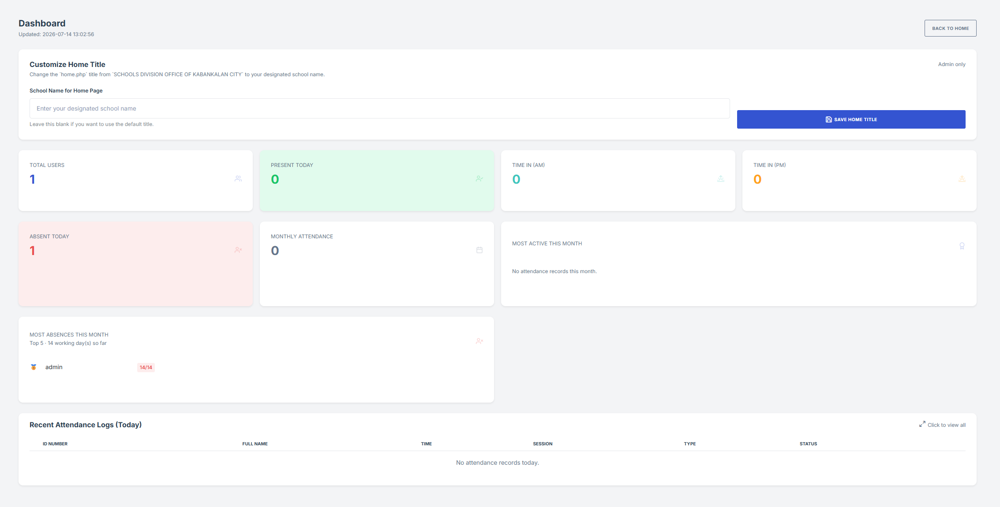 Dashboard
Updated: 2026-07-14 13:02:56
BACK TO HOME
Customize Home Title
Admin only
Change the `home.php` title from `SCHOOLS DIVISION OFFICE OF KABANKALAN CITY` to your designated school name.
School Name for Home Page
Enter your designated school name
SAVE HOME TITLE
Leave this blank if you want to use the default title.
TOTAL USERS
1
PRESENT TODAY
0
TIME IN (AM)
0
TIME IN (PM)
0
ABSENT TODAY
1
MONTHLY ATTENDANCE
0
MOST ACTIVE THIS MONTH
No attendance records this month.
MOST ABSENCES THIS MONTH
Top 5 · 14 working day(s) so far
admin 14/14
Recent Attendance Logs (Today)
Click to view all
ID NUMBER FULL NAME TIME SESSION TYPE STATUS
No attendance records today.